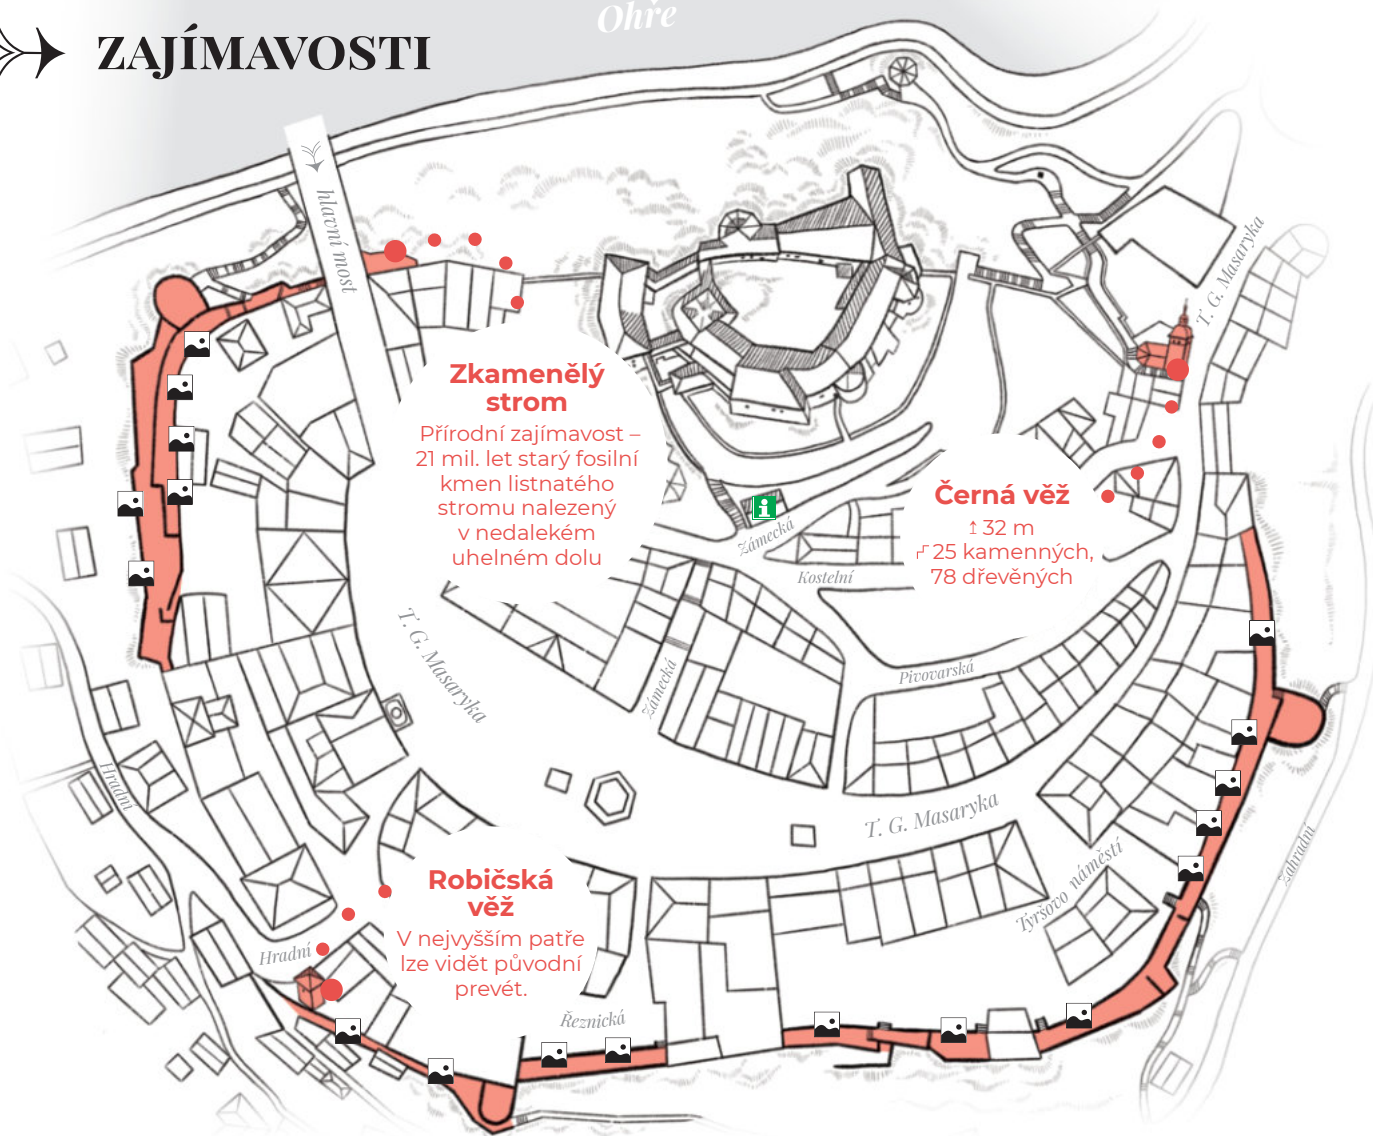 Ohře
ZAJÍMAVOSTI
hlavní most
T. G. Masaryka
Zkamenělý
strom
Přírodní zajímavost –
21 mil. let starý fosilní
kmen listnatého
stromu nalezený
v nedalekém
uhelném dolu
Černá věž
↥ 32 m
25 kamenných,
78 dřevěných
i
Zámecká
Kostelní
T. G. Masaryka
Zámecká
Pivovarská
Hradní
T. G. Masaryka
Tyršovo náměstí
Zahradní
Robičská
věž
V nejvyšším patře
lze vidět původní
prevét.
Hradní
Řeznická